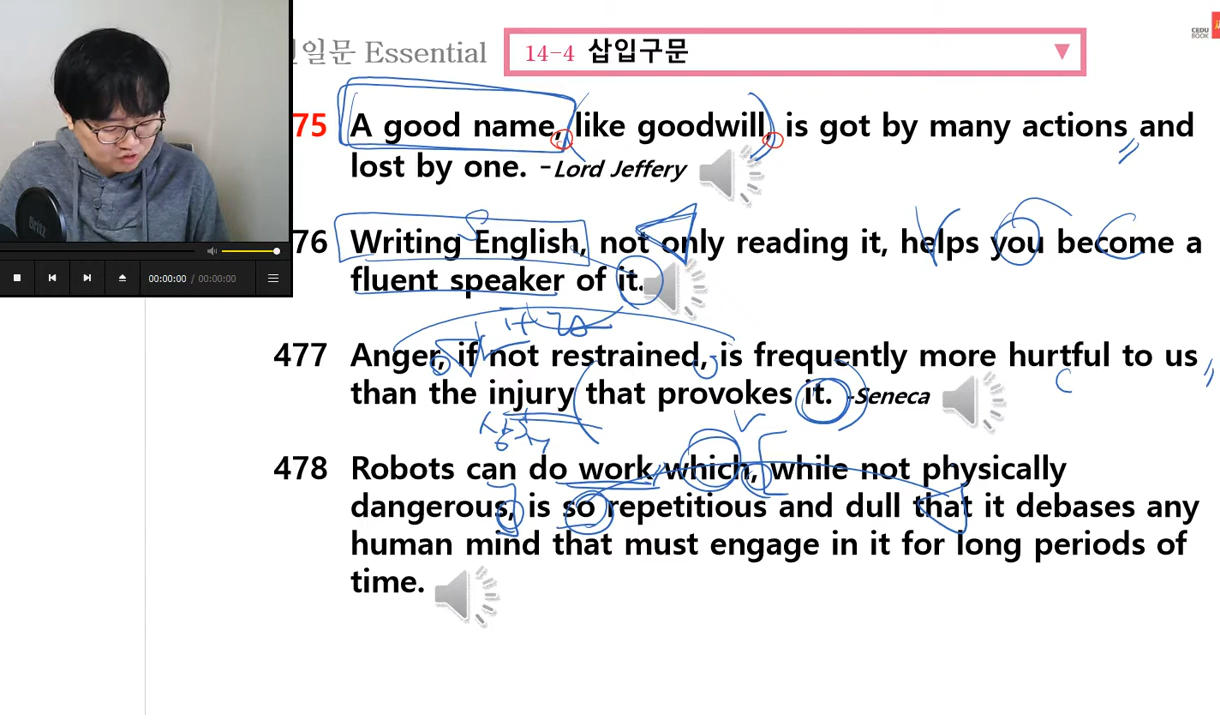 일문 Essential
14-4 삽입구문
CEDU
BOOK
75 A good name, like goodwill, is got by many actions and
lost by one. - Lord Jeffery
76 Writing English, not only reading it, helps you become a
fluent speaker of it.
477 Anger, if not restrained, is frequently more hurtful to us
than the injury that provokes it. -Seneca
478 Robots can do work, which, while not physically
dangerous, is so repetitious and dull that it debases any
human mind that must engage in it for long periods of
time.
Britz
00:00:00 / 00:00:00
S
V
O
C
it